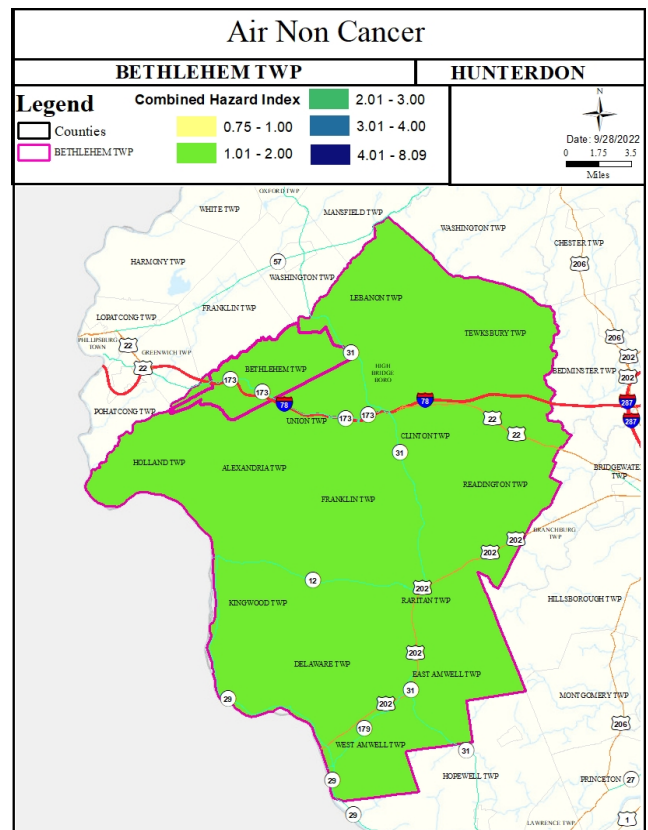 Air Non Cancer
BETHLEHEM TWP
HUNTERDON
Legend
Counties
BETHLEHEM TWP
Combined Hazard Index
0.75 - 1.00
1.01 - 2.00
2.01 - 3.00
3.01 - 4.00
4.01 - 8.09
N
Date: 9/28/2022
0 1.75 3.5
Miles
OXFORD TWP
WHITE TWP
MANSFIELD TWP
WASHINGTON TWP
CHESTER TWP
206
HARMONY TWP
57
WASHINGTON TWP
LEBANON TWP
FRANKLIN TWP
LOPATCONG TWP
TEWKSBURY TWP
206
PHILLIPSBURG
TOWN
22
GREENWICH TWP
31
202
22
BETHLEHEM TWP
HIGH
BRIDGE
BORO
BEDMINSTER TWP
202
173
173
78
78
287
POHATCONG TWP
UNION TWP
173
173
22
287
CLINTON TWP
22
31
HOLLAND TWP
ALEXANDRIA TWP
BRIDGEWATE
TWP
READINGTON TWP
FRANKLIN TWP
BRANCHBURG
TWP
202
202
12
202
KINGWOOD TWP
RARITAN TWP
HILLSBOROUGH TWP
202
DELAWARE TWP
EAST AMWELL TWP
31
29
202
MONTGOMERY TWP
206
179
WEST AMWELL TWP
31
29
HOPEWELL TWP
PRINCETON
27
29
LAWRENCE TWP
1